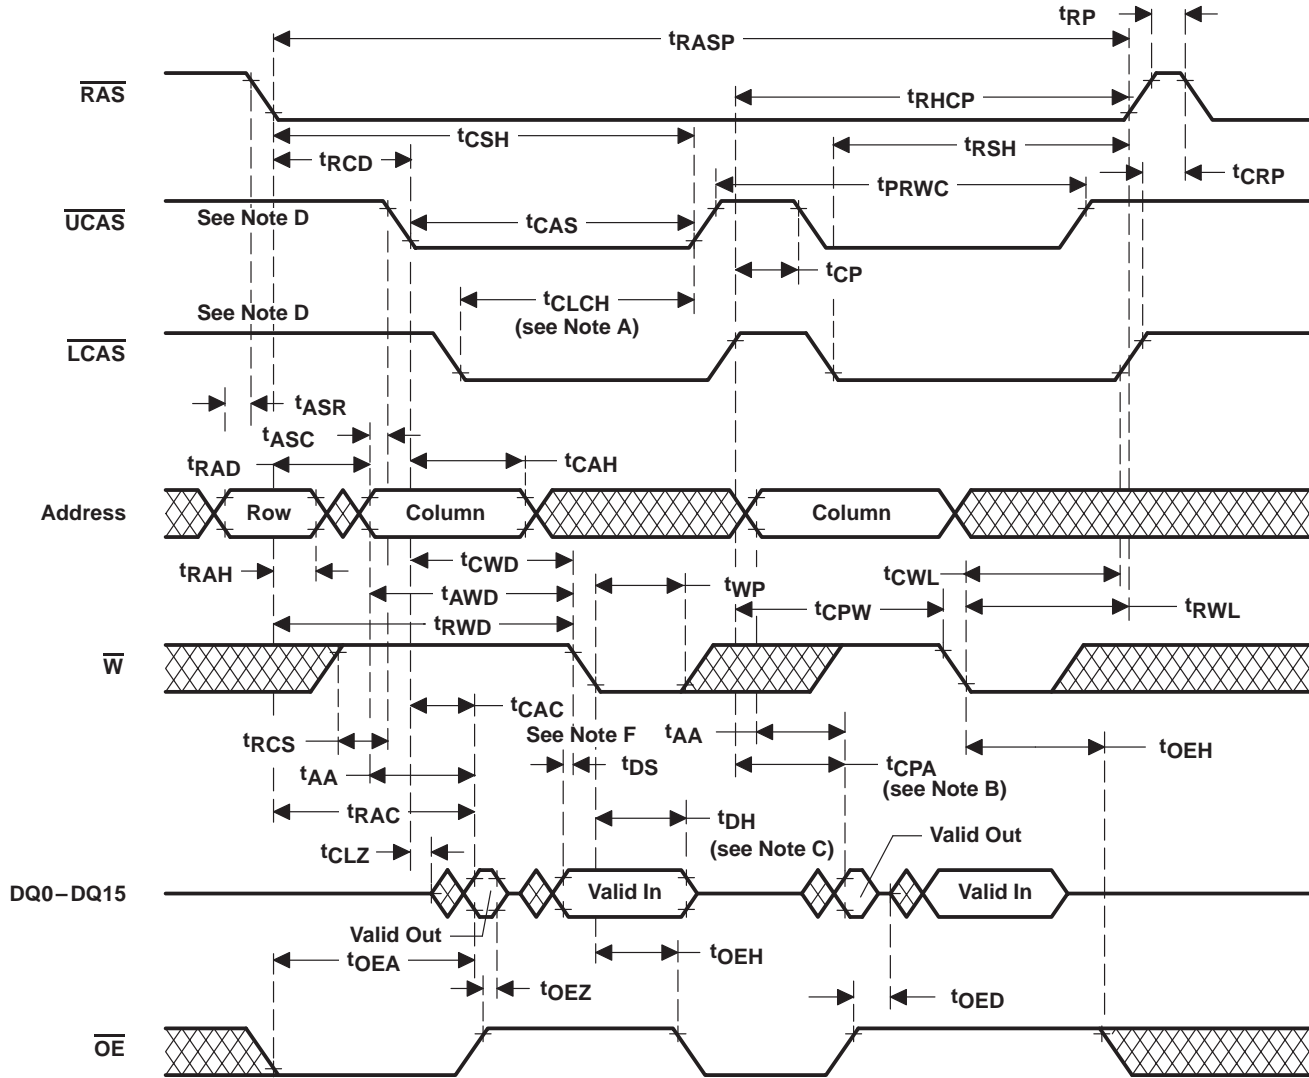 tRP
tRASP
RAS
tRHCP
tCSH
tRSH
tRCD
tCRP
tPRWC
UCAS
See Note D
tCAS
tCP
tCLCH
(see Note A)
See Note D
LCAS
tASR
tASC
tRAD
tCAH
Address
Row
Column
Column
tRAH
tCWD
tWP
tCWL
tAWD
tCPW
tRWL
tRWD
W
tCAC
tRCS
See Note F
tAA
tOEH
tAA
tDS
tCPA
(see Note B)
tRAC
tDH
(see Note C)
Valid Out
tCLZ
DQ0–DQ15
Valid In
Valid In
Valid Out
tOEA
tOEH
tOEZ
tOED
OE